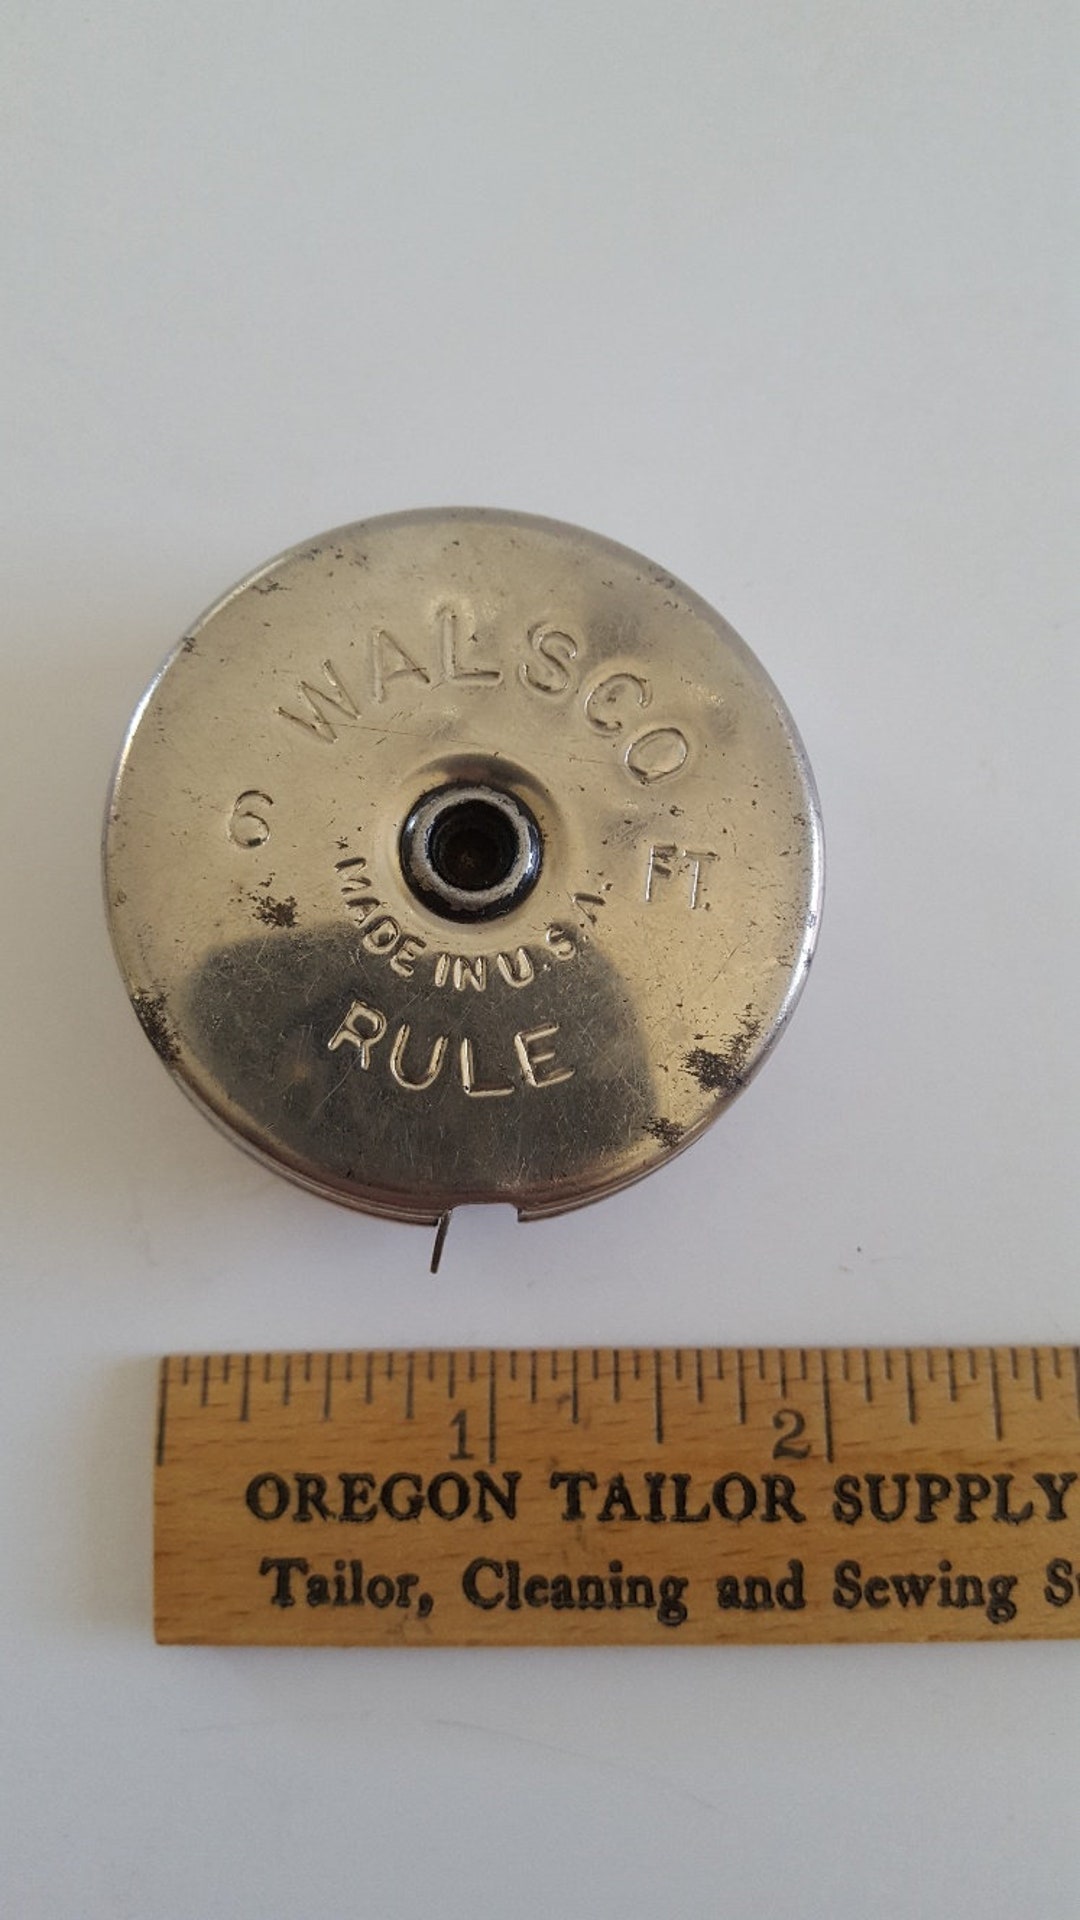 WALSCO
6 FT.
MADE IN U.S.A.
RULE
1 2
OREGON TAILOR SUPPLY
Tailor, Cleaning and Sewing